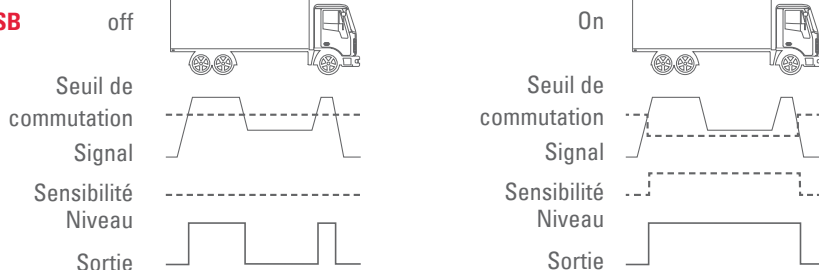 SB
off
Seuil de
commutation
Signal
Sensibilité
Niveau
Sortie
On
Seuil de
commutation
Signal
Sensibilité
Niveau
Sortie